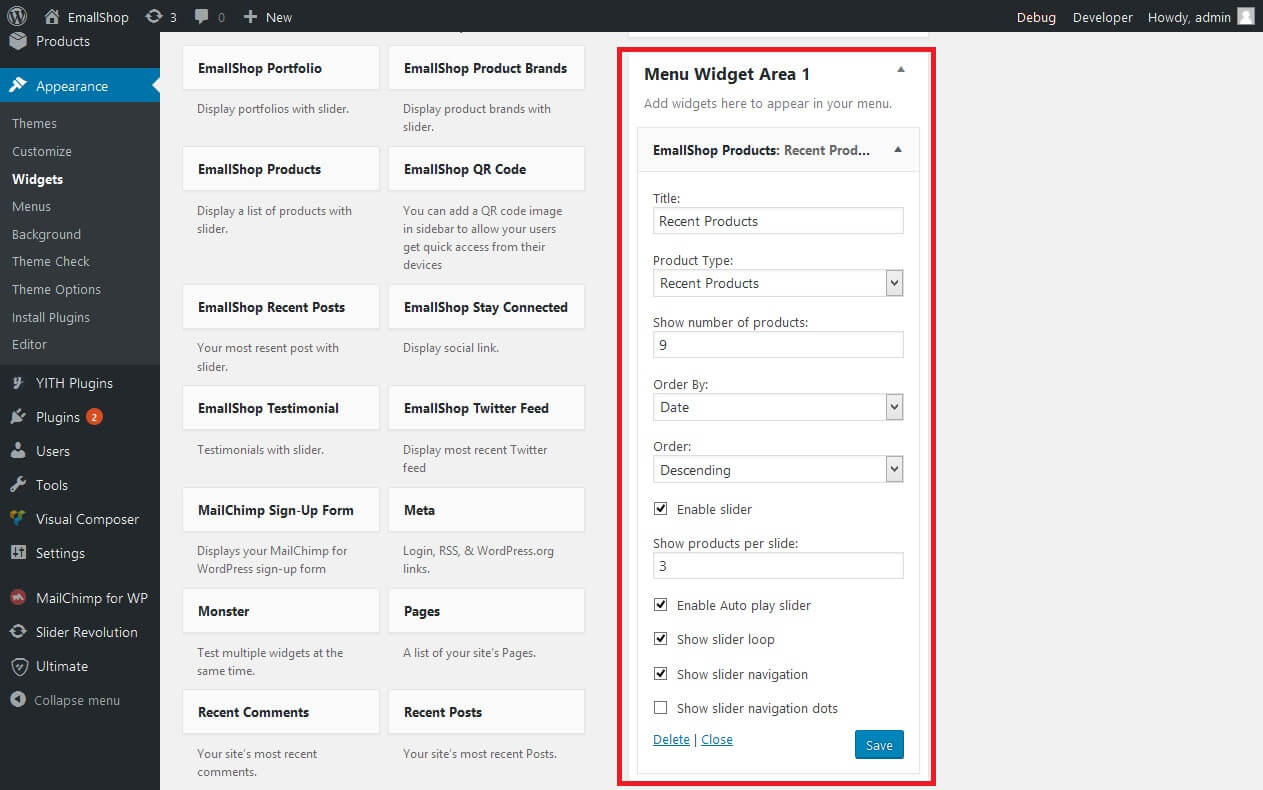 EmallShop
3
0
New
Debug
Developer
Howdy, admin
Products
Appearance
Themes
Customize
Widgets
Menus
Background
Theme Check
Theme Options
Install Plugins
Editor
YITH Plugins
Plugins 2
Users
Tools
Visual Composer
Settings
MailChimp for WP
Slider Revolution
Ultimate
Collapse menu
EmallShop Portfolio
Display portfolios with slider.
EmallShop Product Brands
Display product brands with
slider.
EmallShop Products
Display a list of products with
slider.
EmallShop QR Code
You can add a QR code image
in sidebar to allow your users
get quick access from their
devices
EmallShop Recent Posts
Your most resent post with
slider.
EmallShop Stay Connected
Display social link.
EmallShop Testimonial
Testimonials with slider.
EmallShop Twitter Feed
Display most recent Twitter
feed
MailChimp Sign-Up Form
Displays your MailChimp for
WordPress sign-up form
Meta
Login, RSS, & WordPress.org
links.
Monster
Test multiple widgets at the
same time.
Pages
A list of your site's Pages.
Recent Comments
Your site's most recent
comments.
Recent Posts
Your site's most recent Posts.
Menu Widget Area 1
Add widgets here to appear in your menu.
EmallShop Products: Recent Prod...
Title:
Recent Products
Product Type:
Recent Products
Show number of products:
9
Order By:
Date
Order:
Descending
Enable slider
Show products per slide:
3
Enable Auto play slider
Show slider loop
Show slider navigation
Show slider navigation dots
Delete | Close
Save